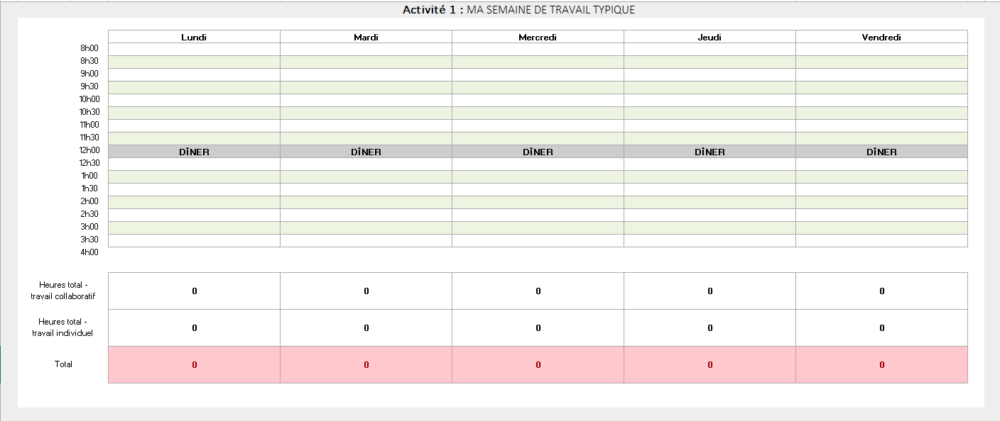 Activité 1 : MA SEMAINE DE TRAVAIL TYPIQUE
Lundi Mardi Mercredi Jeudi Vendredi
8h00
8h30
9h00
9h30
10h00
10h30
11h00
11h30
12h00 DÎNER DÎNER DÎNER DÎNER DÎNER
12h30
1h00
1h30
2h00
2h30
3h00
3h30
4h00
Heures total -
travail collaboratif 0 0 0 0 0
Heures total -
travail individuel 0 0 0 0 0
Total 0 0 0 0 0